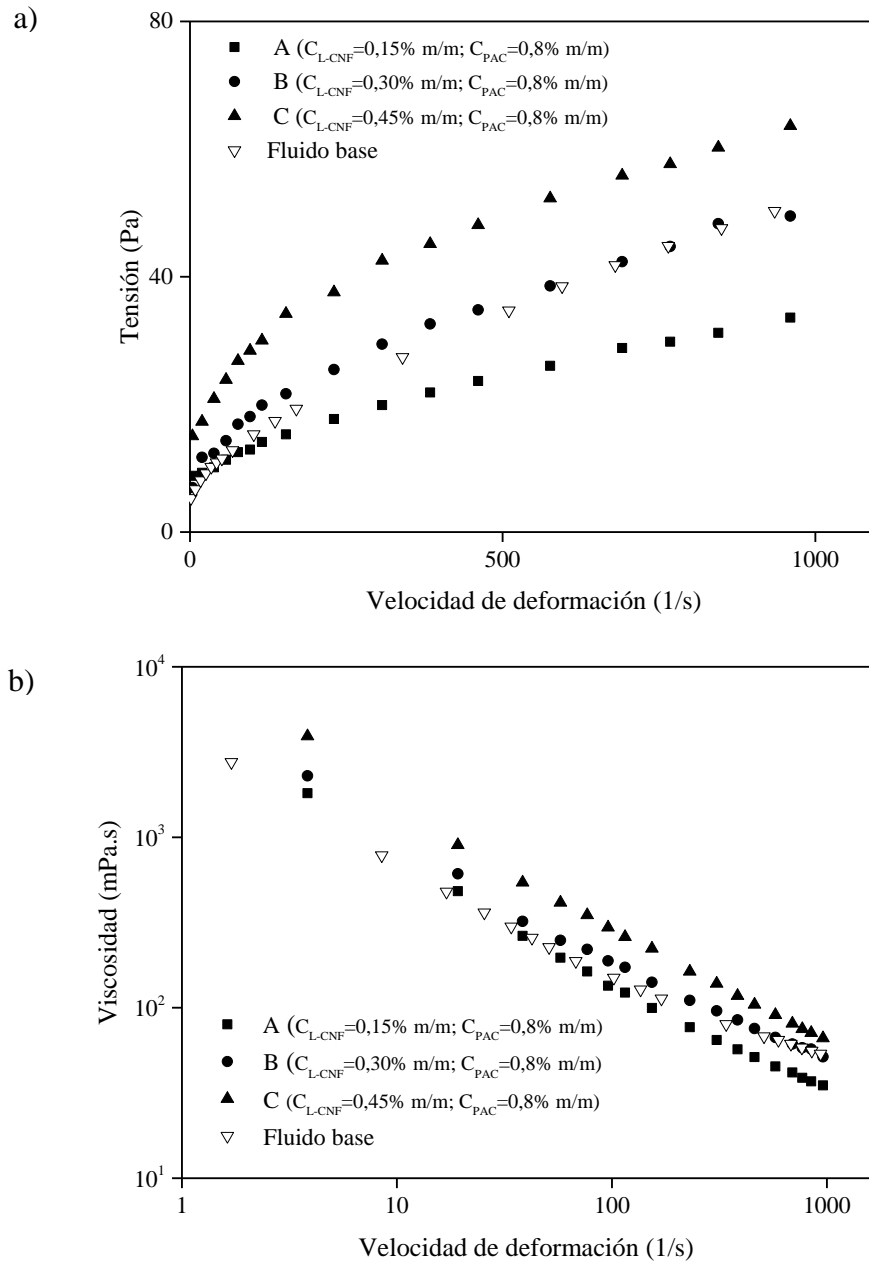 a)
80
A (C_L-CNF=0,15% m/m; C_PAC=0,8% m/m)
B (C_L-CNF=0,30% m/m; C_PAC=0,8% m/m)
C (C_L-CNF=0,45% m/m; C_PAC=0,8% m/m)
Fluido base
Tensión (Pa)
40
0
0 500 1000
Velocidad de deformación (1/s)
b)
10^4
10^3
Viscosidad (mPa.s)
10^2
A (C_L-CNF=0,15% m/m; C_PAC=0,8% m/m)
B (C_L-CNF=0,30% m/m; C_PAC=0,8% m/m)
C (C_L-CNF=0,45% m/m; C_PAC=0,8% m/m)
Fluido base
10^1
1 10 100 1000
Velocidad de deformación (1/s)